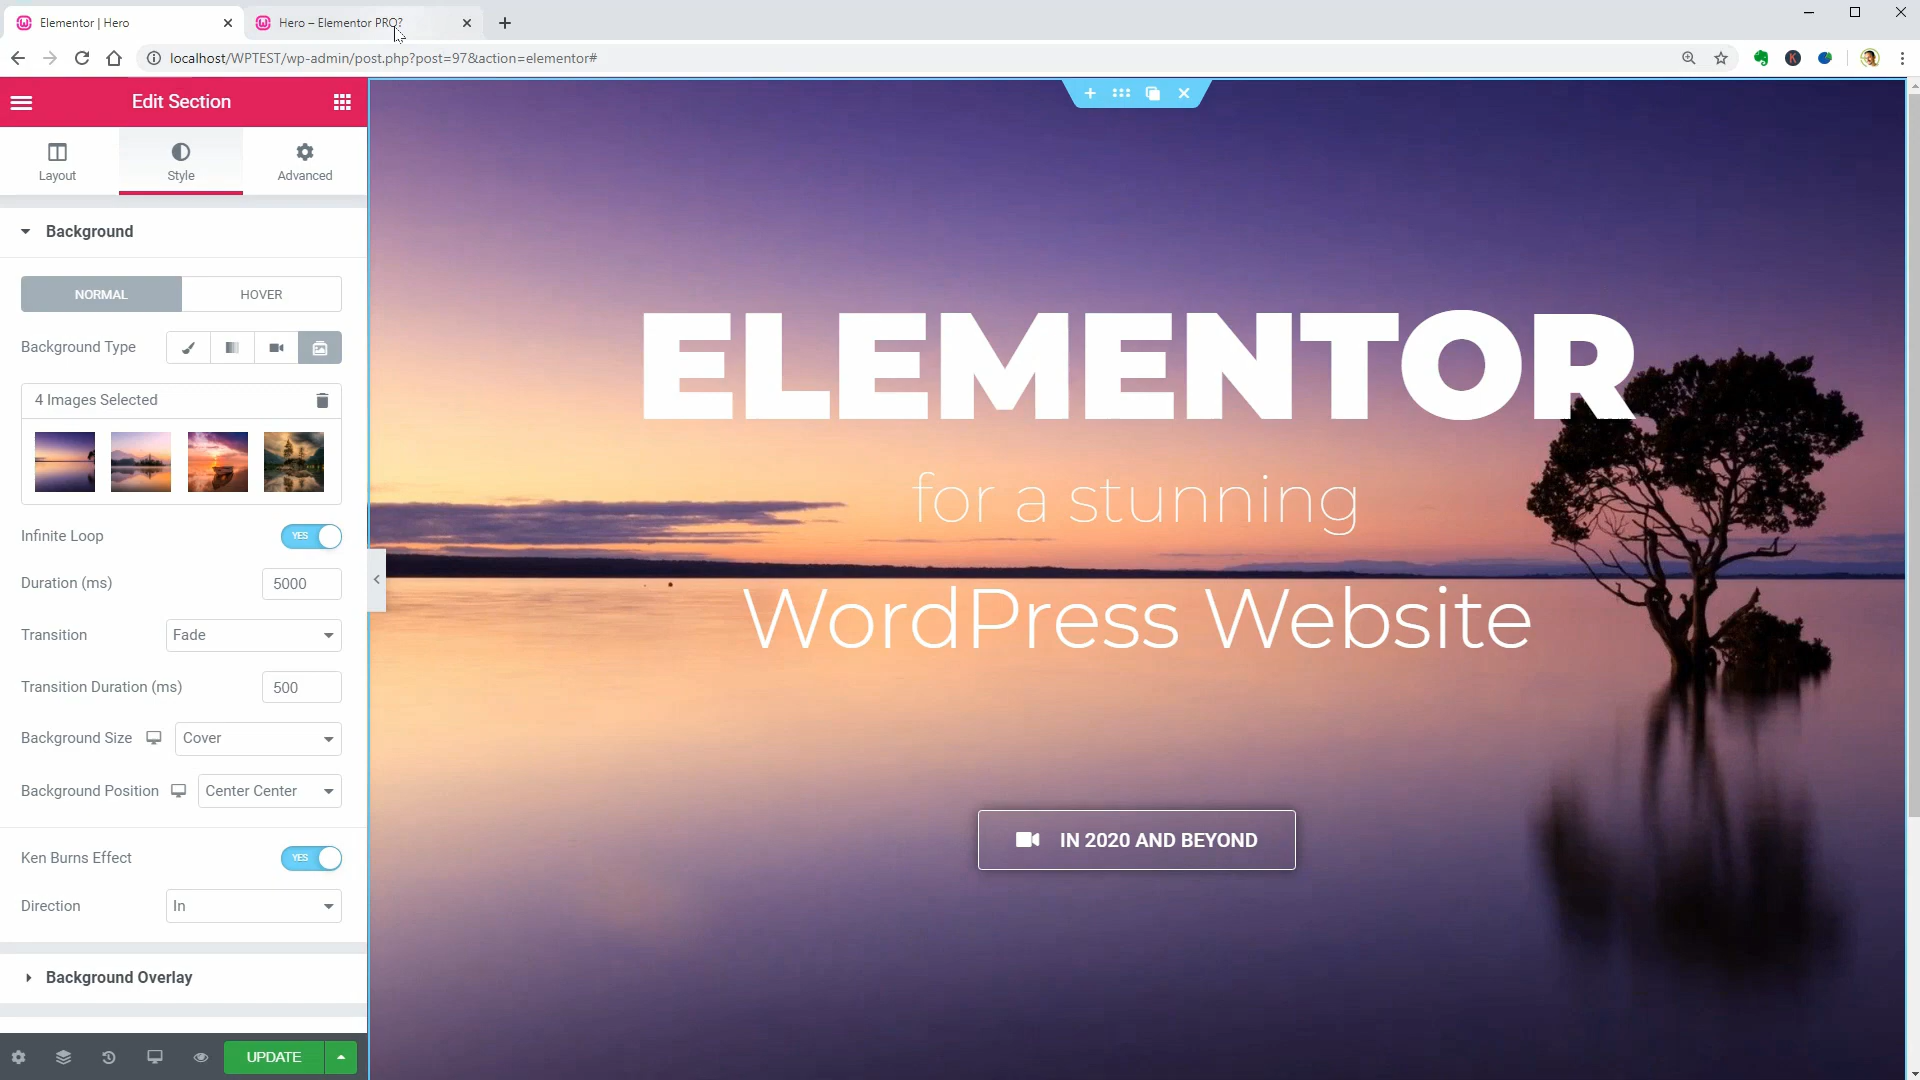 Elementor | Hero
Hero – Elementor PRO?
localhost/WPTEST/wp-admin/post.php?post=97&action=elementor#
Edit Section
Layout
Style
Advanced
Background
NORMAL
HOVER
Background Type
4 Images Selected
Infinite Loop
YES
Duration (ms)
5000
Transition
Fade
Transition Duration (ms)
500
Background Size
Cover
Background Position
Center Center
Ken Burns Effect
YES
Direction
In
Background Overlay
UPDATE
ELEMENTOR
for a stunning
WordPress Website
IN 2020 AND BEYOND